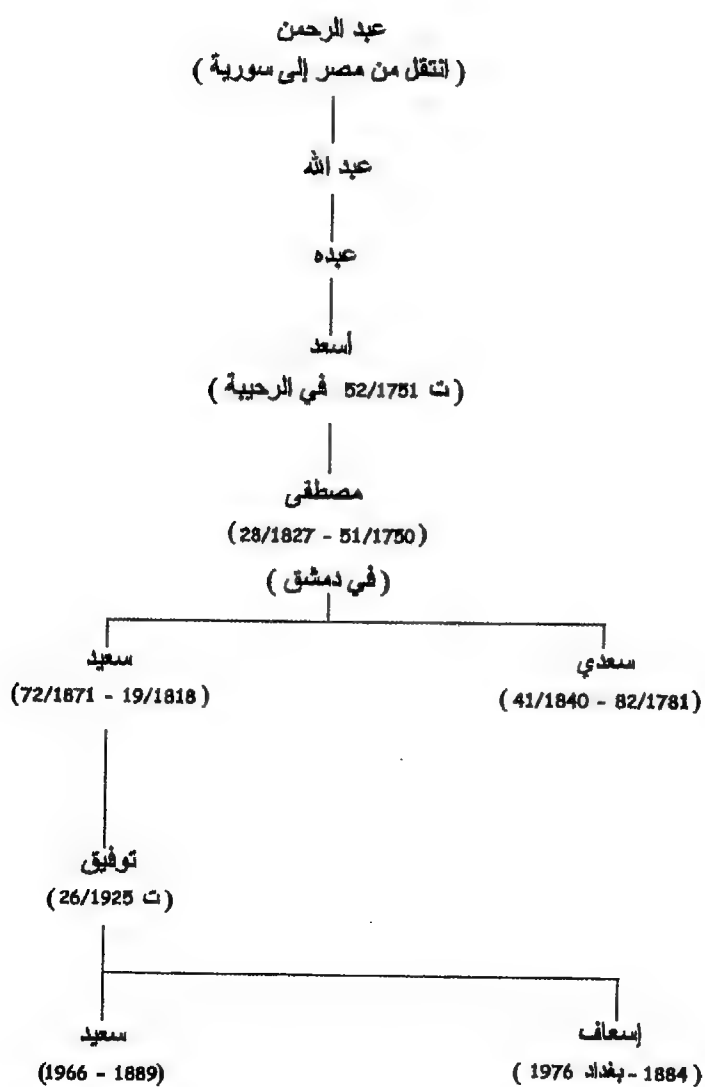 عبد الرحمن
( انتقل من مصر إلى سورية )
عبد الله
عبده
أسعد
( ت 52/1751 في الرحيبة )
مصطفى
(28/1827 - 51/1750)
( في دمشق )
سعدي
( 41/1840 - 82/1781)
سعيد
(72/1871 - 19/1818)
توفيق
( ت 26/1925)
إسعاف
(1884 - بغداد 1976 )
سعيد
(1966 - 1889)